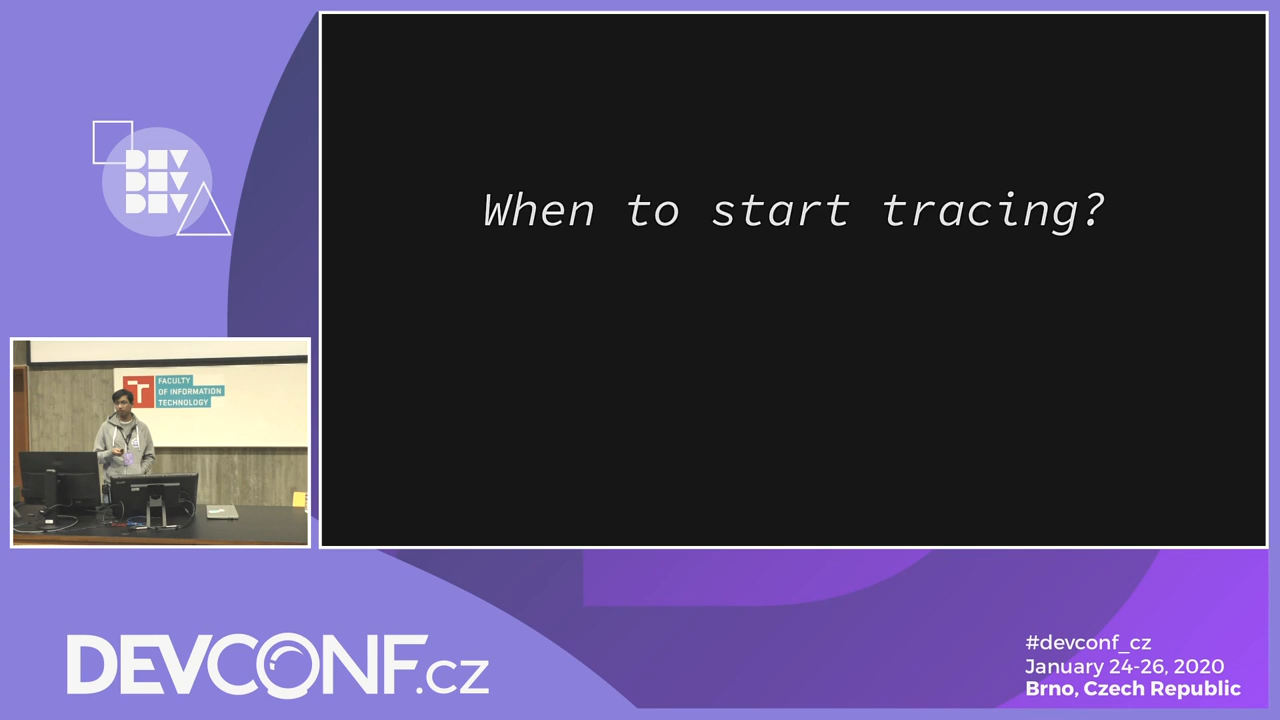 When to start tracing?
DEV
DEV
DEV
FACULTY
OF INFORMATION
TECHNOLOGY
DEVCONF.CZ
#devconf_cz
January 24-26, 2020
Brno, Czech Republic